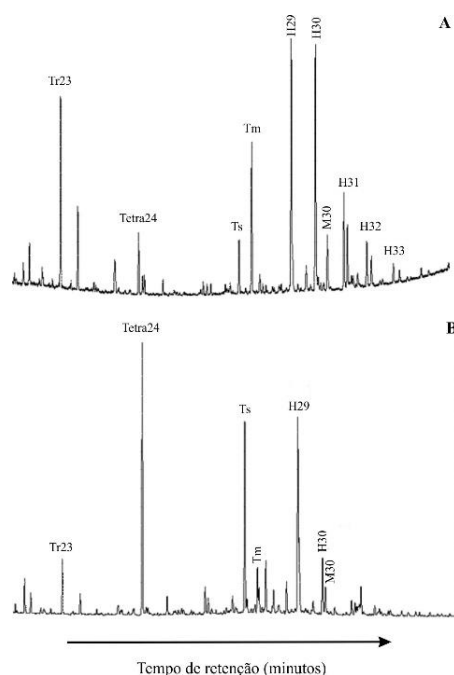 A
H29
H30
Tr23
Tm
H31
Tetra24
Ts
M30
H32
H33
Tetra24
B
Ts
H29
Tr23
Tm
H30
M30
Tempo de retenção (minutos)